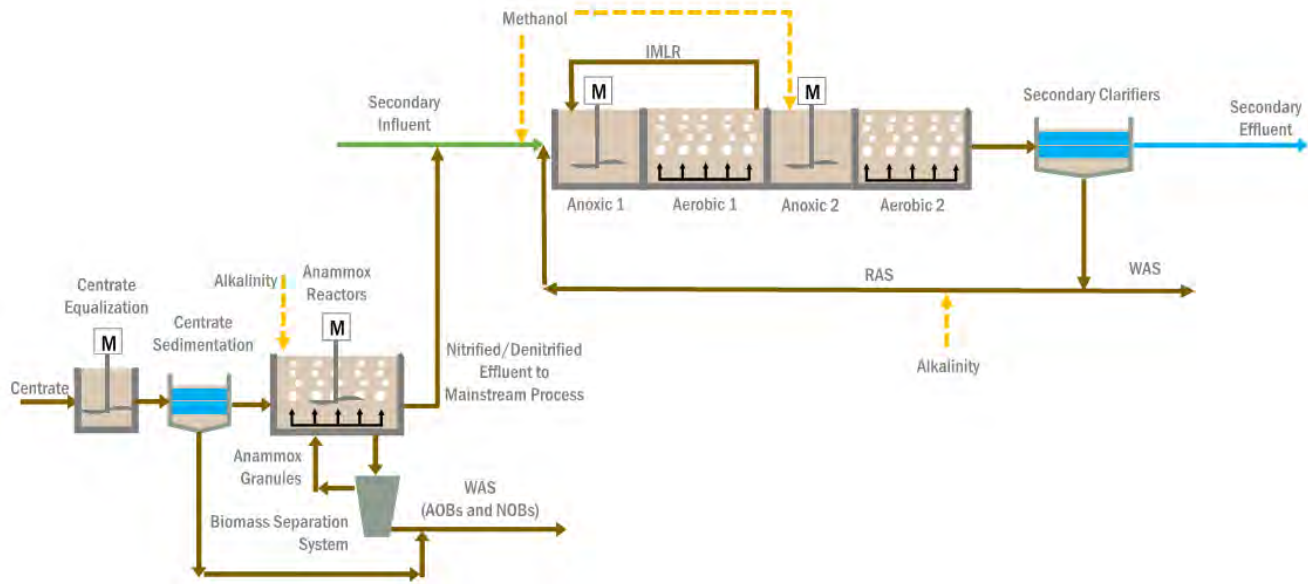 Methanol
IMLR
M
M
Secondary
Influent
Secondary Clarifiers
Secondary
Effluent
Anoxic 1
Aerobic 1
Anoxic 2
Aerobic 2
RAS
WAS
Alkalinity
Centrate
Equalization
M
Centrate
Sedimentation
Alkalinity
Anammox
Reactors
M
Nitrified/Denitrified
Effluent to
Mainstream Process
Centrate
Anammox
Granules
WAS
(AOBs and NOBs)
Biomass Separation
System